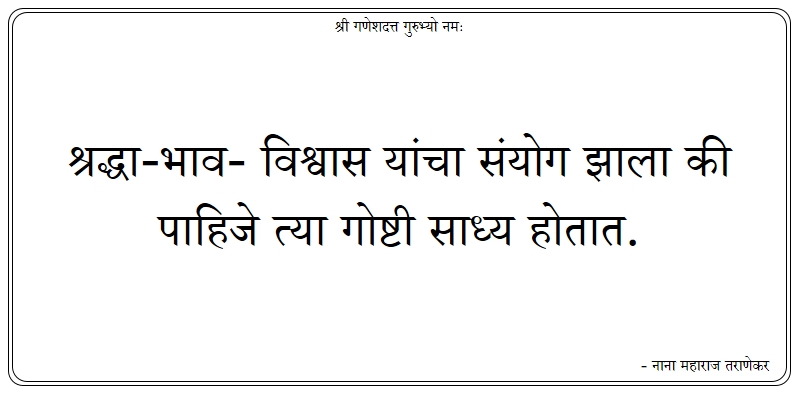 श्री गणेशदत्त गुरुभ्यो नमः
श्रद्धा-भाव- विश्वास यांचा संयोग झाला की
पाहिजे त्या गोष्टी साध्य होतात.
- नाना महाराज तराणेकर